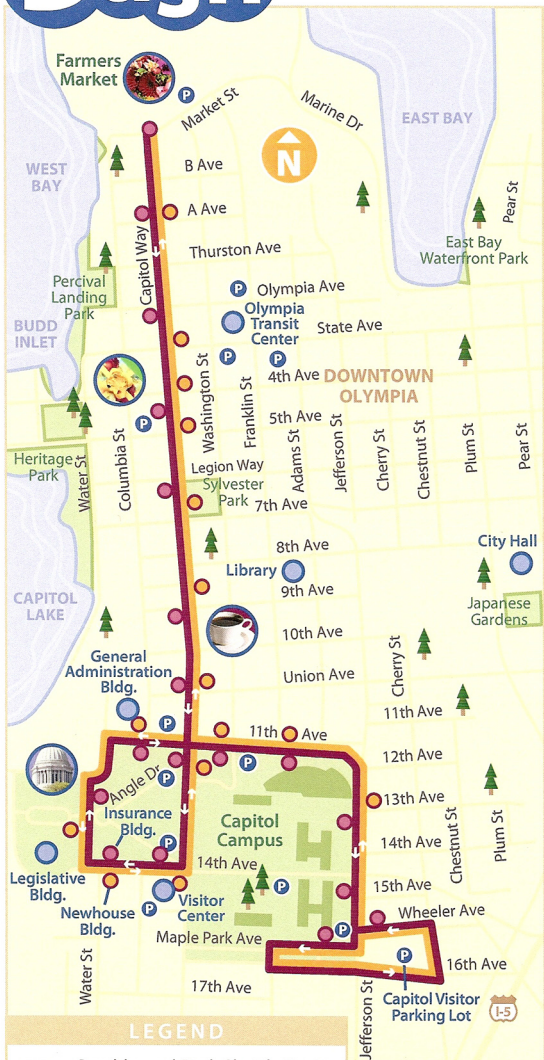 Dash
Farmers
Market
P
Market St
Marine Dr
EAST BAY
N
WEST
BAY
B Ave
A Ave
Pear St
Capitol Way
Thurston Ave
East Bay
Waterfront Park
Percival
Landing
Park
P
Olympia Ave
Olympia
Transit
Center
State Ave
BUDD
INLET
P
P
4th Ave
DOWNTOWN
OLYMPIA
Washington St
Franklin St
P
5th Ave
Columbia St
Water St
Adams St
Jefferson St
Cherry St
Chestnut St
Plum St
Pear St
Heritage
Park
Legion Way
Sylvester
Park
7th Ave
8th Ave
City Hall
Library
9th Ave
CAPITOL
LAKE
Japanese
Gardens
10th Ave
General
Administration
Bldg.
Union Ave
Cherry St
11th Ave
P
11th Ave
12th Ave
P
P
Angle Dr
13th Ave
Insurance
Bldg.
Capitol
Campus
Chestnut St
Plum St
P
14th Ave
14th Ave
Legislative
Bldg.
P
15th Ave
Newhouse
Bldg.
P
Visitor
Center
Wheeler Ave
P
Maple Park Ave
P
16th Ave
Water St
17th Ave
Jefferson St
Capitol Visitor
Parking Lot
I-5
LEGEND